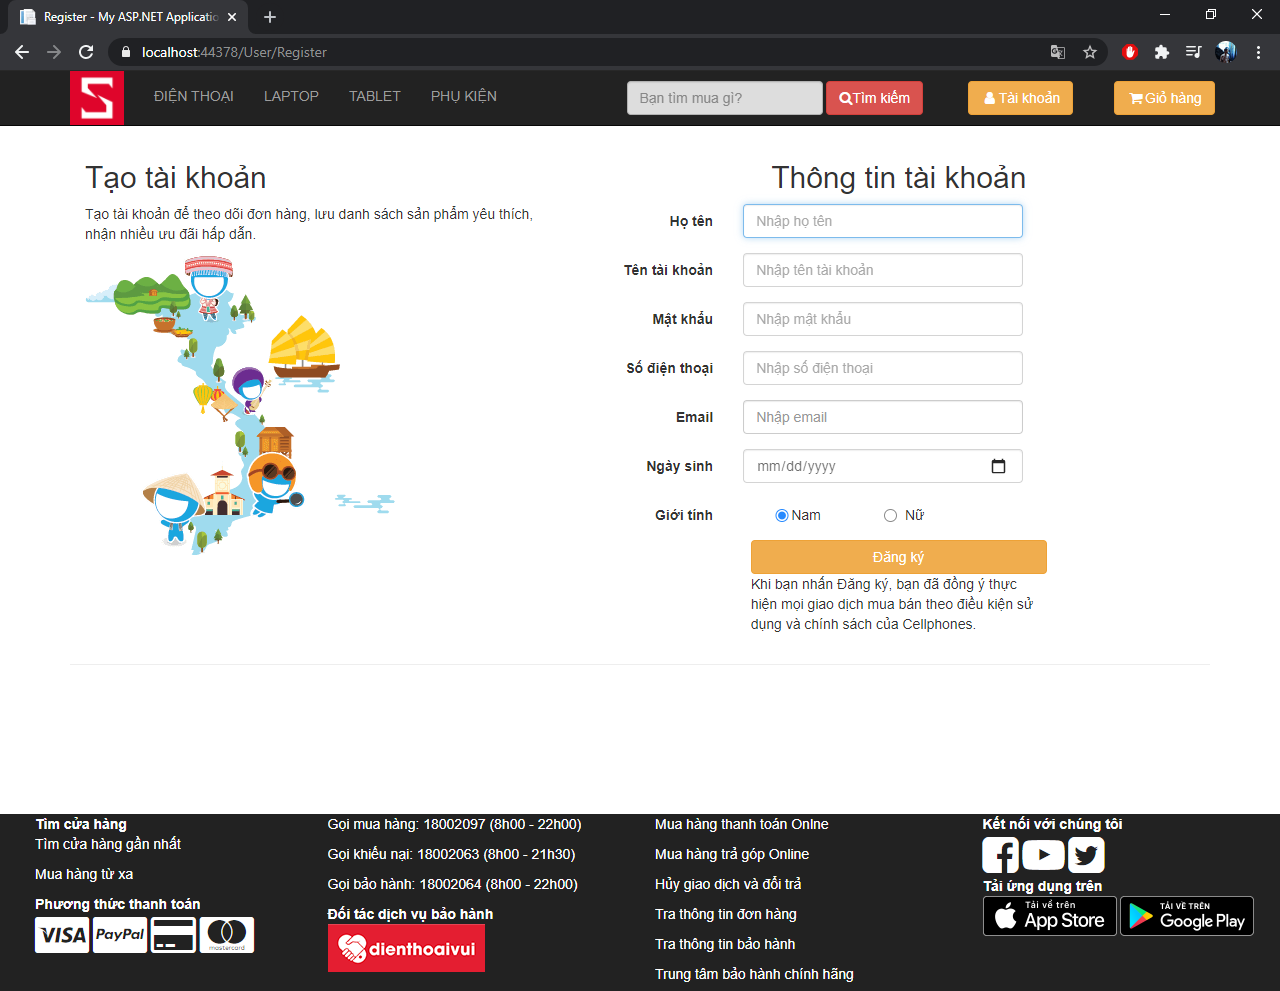 Register - My ASP.NET Applicatio
localhost:44378/User/Register
S
ĐIỆN THOẠI
LAPTOP
TABLET
PHỤ KIỆN
Bạn tìm mua gì?
Tìm kiếm
Tài khoản
Giỏ hàng
Tạo tài khoản
Tạo tài khoản để theo dõi đơn hàng, lưu danh sách sản phẩm yêu thích,
nhận nhiều ưu đãi hấp dẫn.
Thông tin tài khoản
Họ tên
Nhập họ tên
Tên tài khoản
Nhập tên tài khoản
Mật khẩu
Nhập mật khẩu
Số điện thoại
Nhập số điện thoại
Email
Nhập email
Ngày sinh
mm/dd/yyyy
Giới tính
Nam
Nữ
Đăng ký
Khi bạn nhấn Đăng ký, bạn đã đồng ý thực
hiện mọi giao dịch mua bán theo điều kiện sử
dụng và chính sách của Cellphones.
Tìm cửa hàng
Tìm cửa hàng gần nhất
Mua hàng từ xa
Phương thức thanh toán
VISA
PayPal
mastercard
Gọi mua hàng: 18002097 (8h00 - 22h00)
Gọi khiếu nại: 18002063 (8h00 - 21h30)
Gọi bảo hành: 18002064 (8h00 - 22h00)
Đối tác dịch vụ bảo hành
dienthoaivui
Mua hàng thanh toán Onlne
Mua hàng trả góp Online
Hủy giao dịch và đổi trả
Tra thông tin đơn hàng
Tra thông tin bảo hành
Trung tâm bảo hành chính hãng
Kết nối với chúng tôi
Tải ứng dụng trên
Tải về trên
App Store
TẢI VỀ TRÊN
Google Play